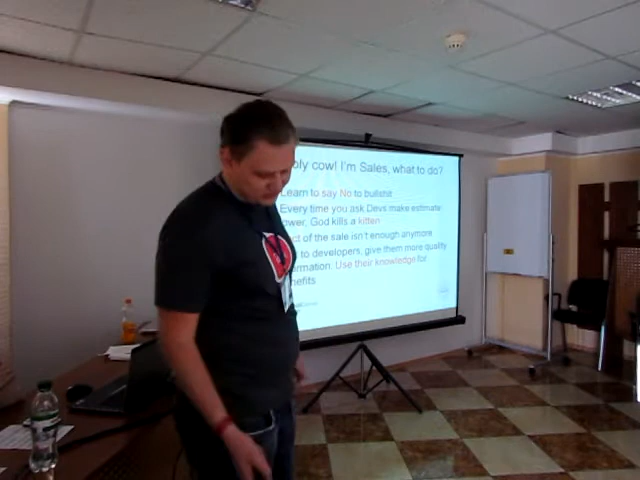 oly cow! I'm Sales, what to do?
Learn to say No to bullshit
Every time you ask Devs make estimate
ower, God kills a kitten
ct of the sale isn't enough anymore
to developers, give them more quality
ormation. Use their knowledge for
nefits